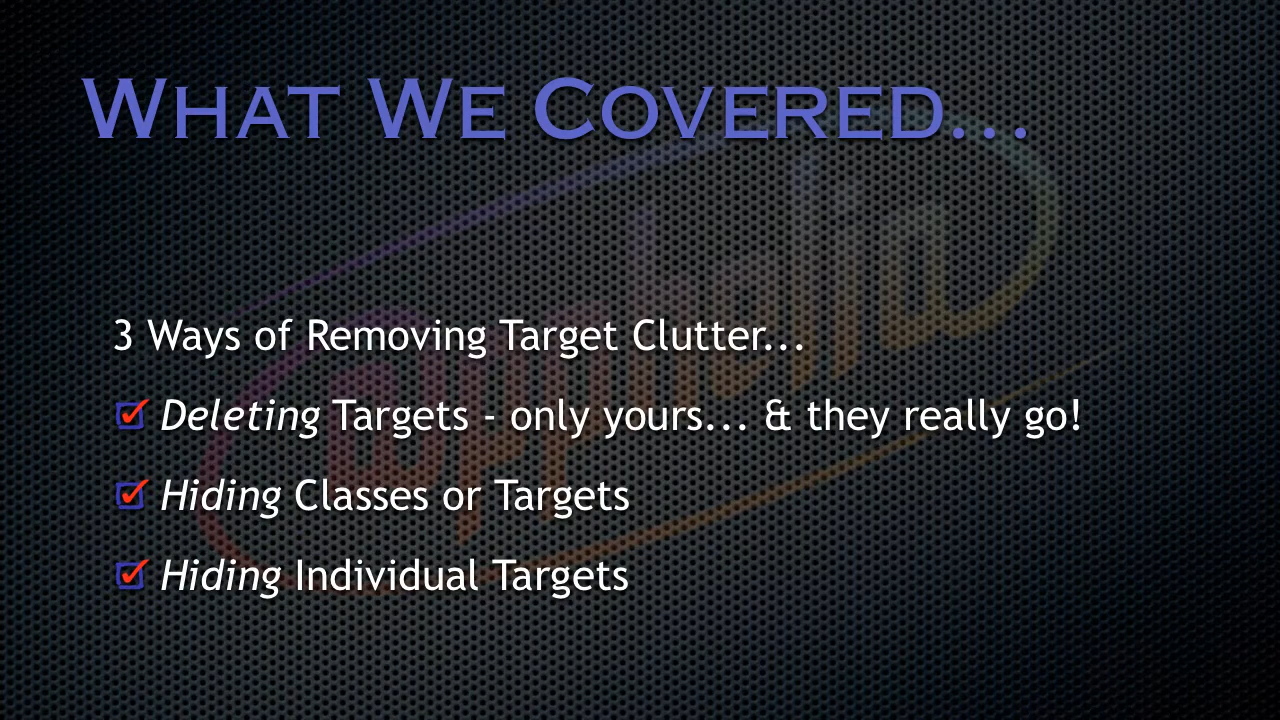 What We Covered...
3 Ways of Removing Target Clutter...
Deleting Targets - only yours... & they really go!
Hiding Classes or Targets
Hiding Individual Targets